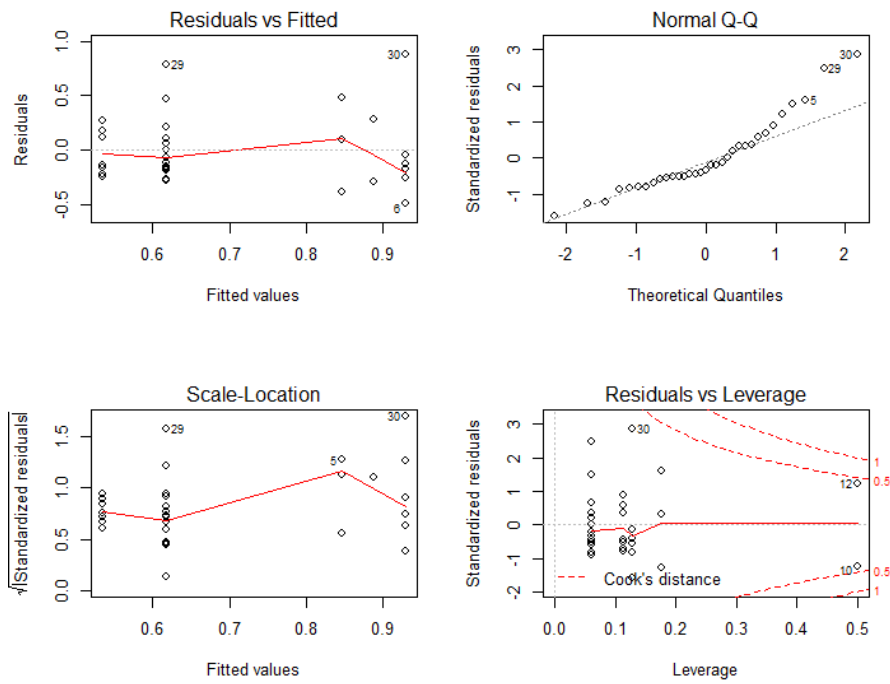 Residuals vs Fitted
Residuals
1.0
0.5
0.0
-0.5
29
30
6
0.6 0.7 0.8 0.9
Fitted values
Normal Q-Q
Standardized residuals
3
2
1
0
-1
30
29
5
-2 -1 0 1 2
Theoretical Quantiles
Scale-Location
√|Standardized residuals|
1.5
1.0
0.5
0.0
29
5
30
0.6 0.7 0.8 0.9
Fitted values
Residuals vs Leverage
Standardized residuals
3
2
1
0
-1
-2
30
12
10
1
0.5
0.5
1
Cook's distance
0.0 0.1 0.2 0.3 0.4 0.5
Leverage